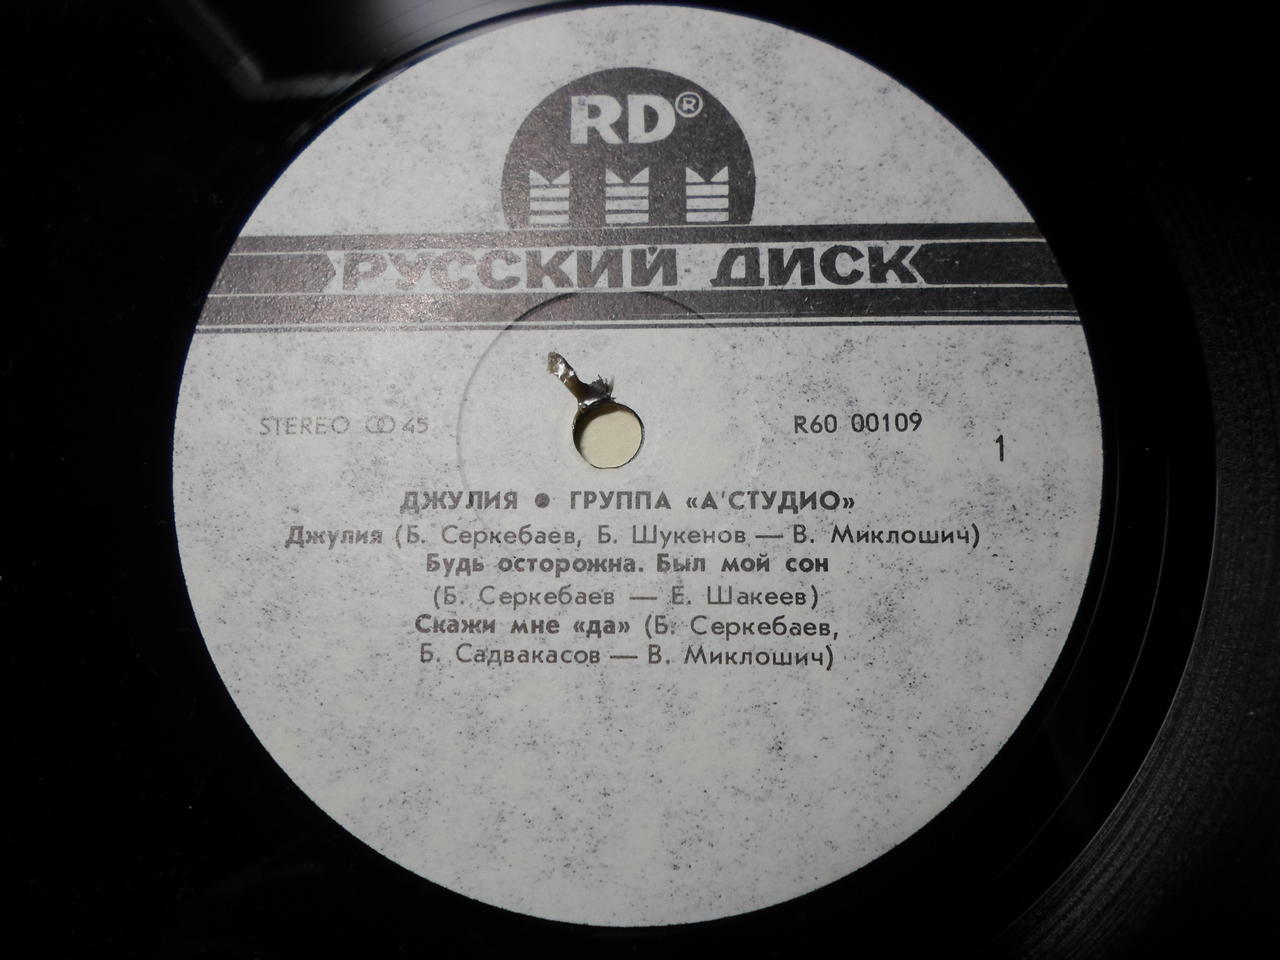 RD®
РУССКИЙ ДИСК
STEREO ꝏ 45
R60 00109
1
ДЖУЛИЯ ● ГРУППА «А'СТУДИО»
Джулия (Б. Серкебаев, Б. Шукенов — В. Миклошич)
Будь осторожна. Был мой сон
(Б. Серкебаев — Е. Шакеев)
Скажи мне «да» (Б. Серкебаев,
Б. Садвакасов — В. Миклошич)